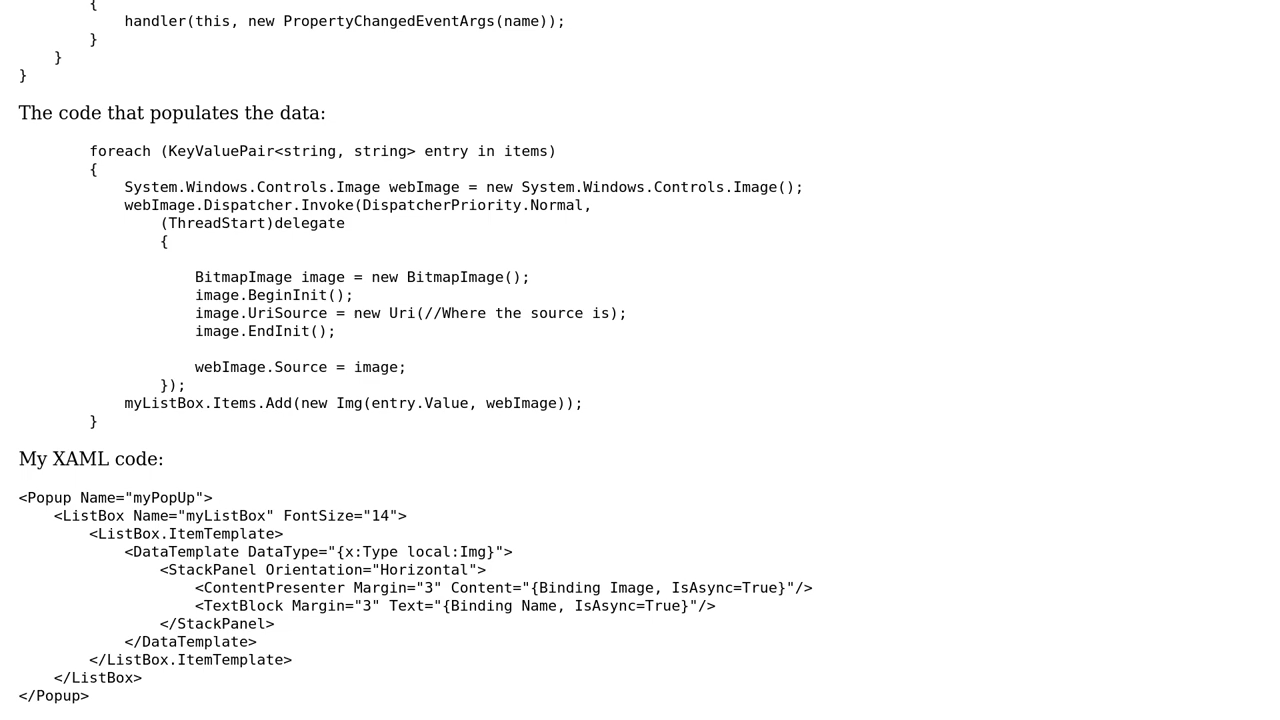 {
            handler(this, new PropertyChangedEventArgs(name));
        }
    }
}
The code that populates the data:
        foreach (KeyValuePair<string, string> entry in items)
        {
            System.Windows.Controls.Image webImage = new System.Windows.Controls.Image();
            webImage.Dispatcher.Invoke(DispatcherPriority.Normal,
                (ThreadStart)delegate
                {
                    BitmapImage image = new BitmapImage();
                    image.BeginInit();
                    image.UriSource = new Uri(//Where the source is);
                    image.EndInit();
                    webImage.Source = image;
                });
            myListBox.Items.Add(new Img(entry.Value, webImage));
        }
My XAML code:
<Popup Name="myPopUp">
    <ListBox Name="myListBox" FontSize="14">
        <ListBox.ItemTemplate>
            <DataTemplate DataType="{x:Type local:Img}">
                <StackPanel Orientation="Horizontal">
                    <ContentPresenter Margin="3" Content="{Binding Image, IsAsync=True}"/>
                    <TextBlock Margin="3" Text="{Binding Name, IsAsync=True}"/>
                </StackPanel>
            </DataTemplate>
        </ListBox.ItemTemplate>
    </ListBox>
</Popup>